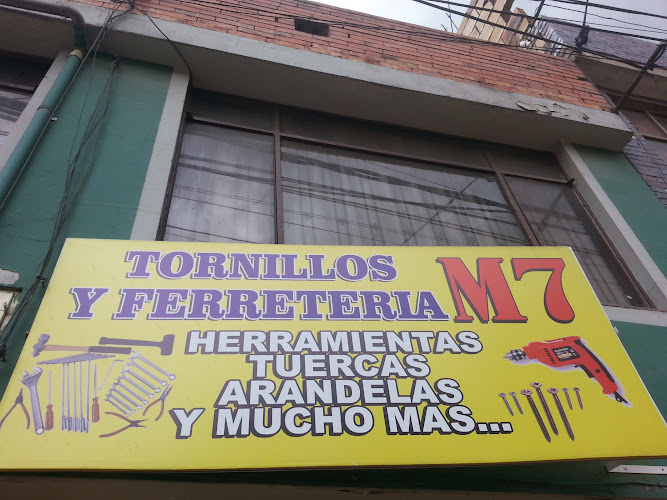 TORNILLOS
Y FERRETERIA M7
HERRAMIENTAS
TUERCAS
ARANDELAS
Y MUCHO MAS...